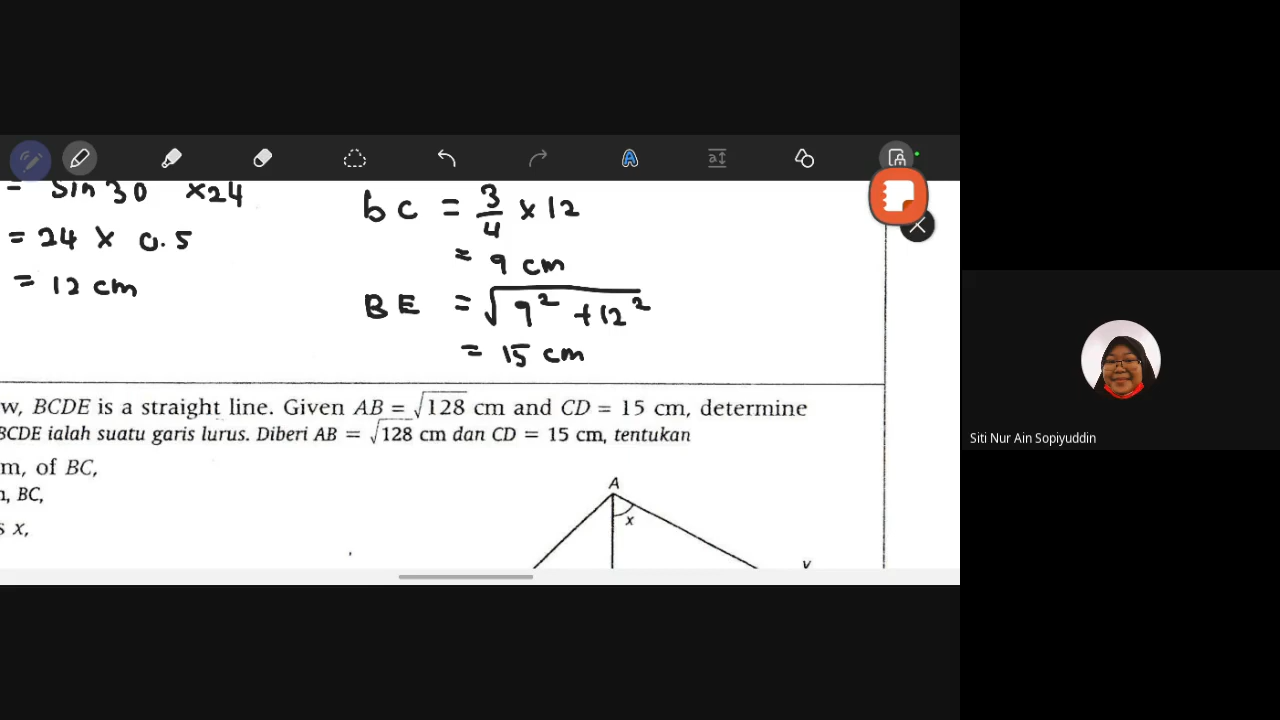 = sin 30 x24
= 24 x 0.5
= 12 cm
bc = 3/4 x 12
= 9 cm
BE = √9² + 12²
= 15 cm
w, BCDE is a straight line. Given AB = √128 cm and CD = 15 cm, determine
BCDE ialah suatu garis lurus. Diberi AB = √128 cm dan CD = 15 cm, tentukan
m, of BC,
, BC,
s x,
A
x
Siti Nur Ain Sopiyuddin